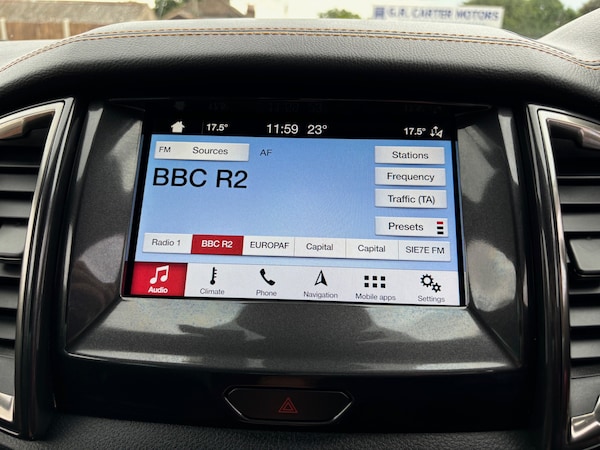 G.R. CARTER MOTORS
17.5° 11:59 23° 17.5°
FM Sources AF Stations
BBC R2
Frequency
Traffic (TA)
Presets
Radio 1 BBC R2 EUROPAF Capital Capital SIE7E FM
Audio Climate Phone Navigation Mobile apps Settings